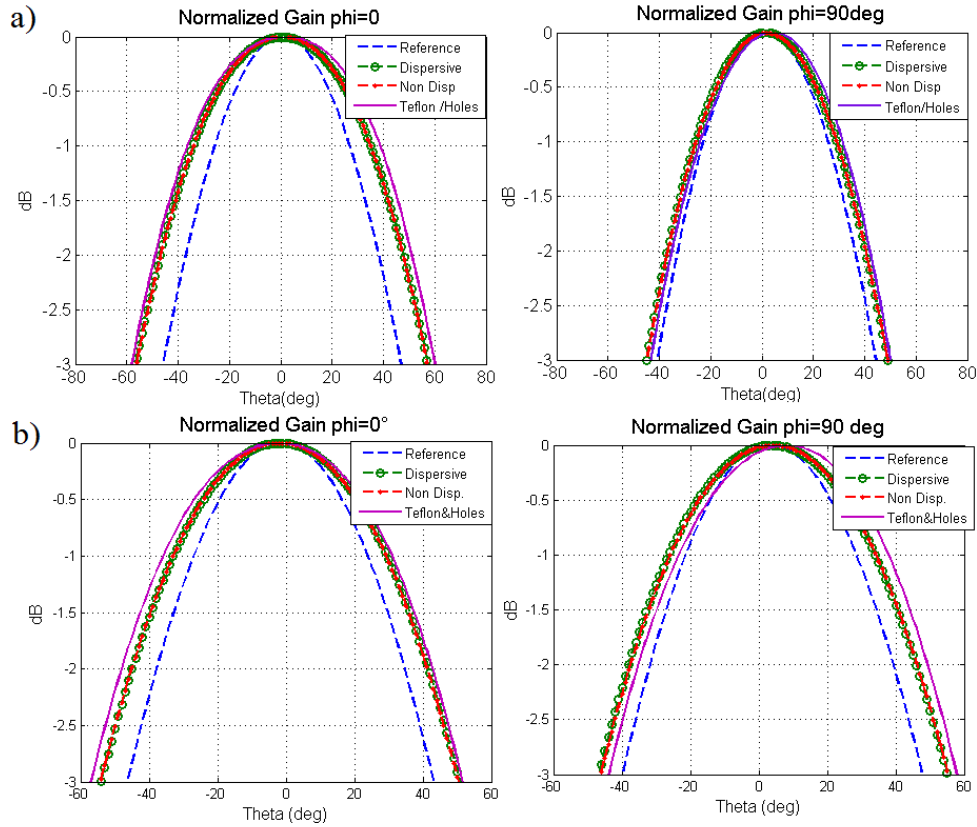 a)
Normalized Gain phi=0
Reference
Dispersive
Non Disp
Teflon /Holes
0
-0.5
-1
-1.5
-2
-2.5
-3
dB
-80 -60 -40 -20 0 20 40 60 80
Theta(deg)
Normalized Gain phi=90deg
Reference
Dispersive
Non Disp
Teflon/Holes
0
-0.5
-1
-1.5
-2
-2.5
-3
dB
-80 -60 -40 -20 0 20 40 60 80
Theta(deg)
b)
Normalized Gain phi=0°
Reference
Dispersive
Non Disp.
Teflon&Holes
0
-0.5
-1
-1.5
-2
-2.5
-3
dB
-60 -40 -20 0 20 40 60
Theta (deg)
Normalized Gain phi=90 deg
Reference
Dispersive
Non Disp.
Teflon&Holes
0
-0.5
-1
-1.5
-2
-2.5
-3
dB
-60 -40 -20 0 20 40 60
Theta (deg)